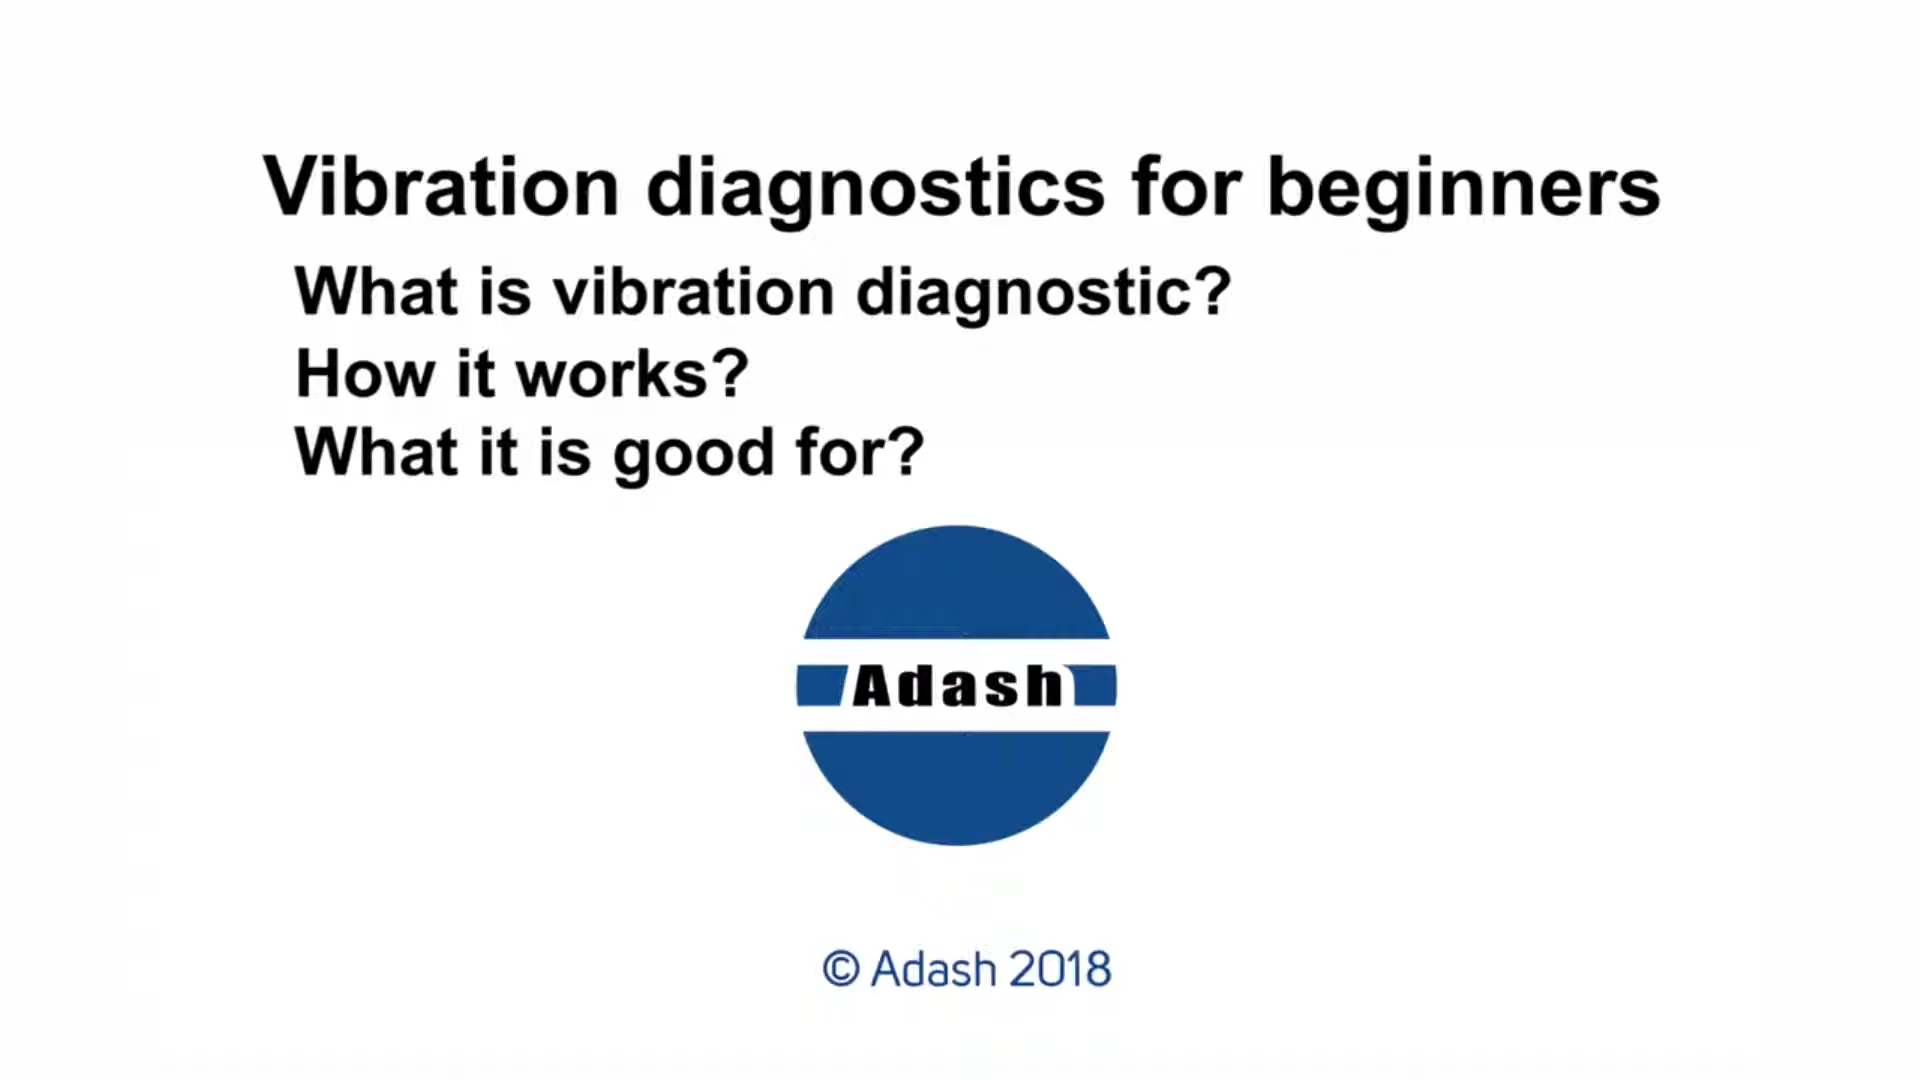 Vibration diagnostics for beginners
What is vibration diagnostic?
How it works?
What it is good for?
Adash
© Adash 2018